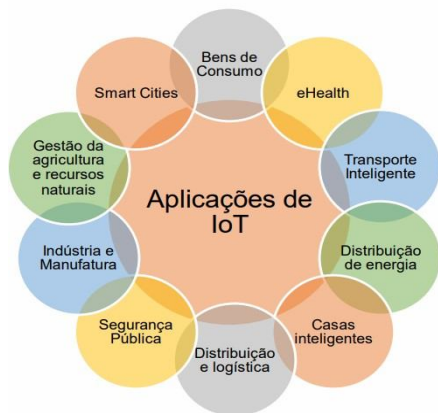 Aplicações de
IoT
Bens de
Consumo
eHealth
Transporte
Inteligente
Distribuição
de energia
Casas
inteligentes
Distribuição
e logística
Segurança
Pública
Indústria e
Manufatura
Gestão da
agricultura
e recursos
naturais
Smart Cities